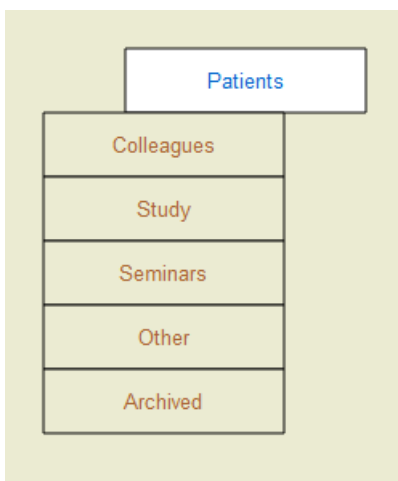 Patients
Colleagues
Study
Seminars
Other
Archived